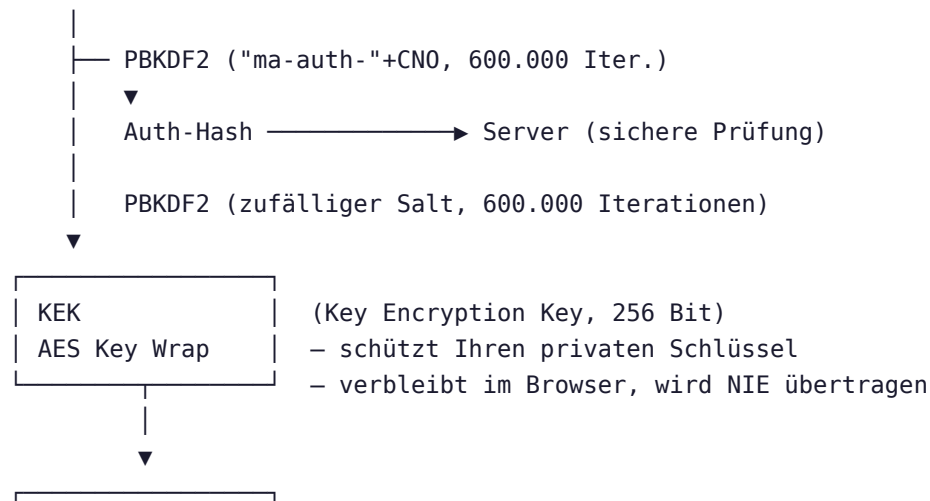 PBKDF2 ("ma-auth-"+CNO, 600.000 Iter.)
Auth-Hash ────────────▶ Server (sichere Prüfung)
PBKDF2 (zufälliger Salt, 600.000 Iterationen)
KEK (Key Encryption Key, 256 Bit)
AES Key Wrap – schützt Ihren privaten Schlüssel
– verbleibt im Browser, wird NIE übertragen